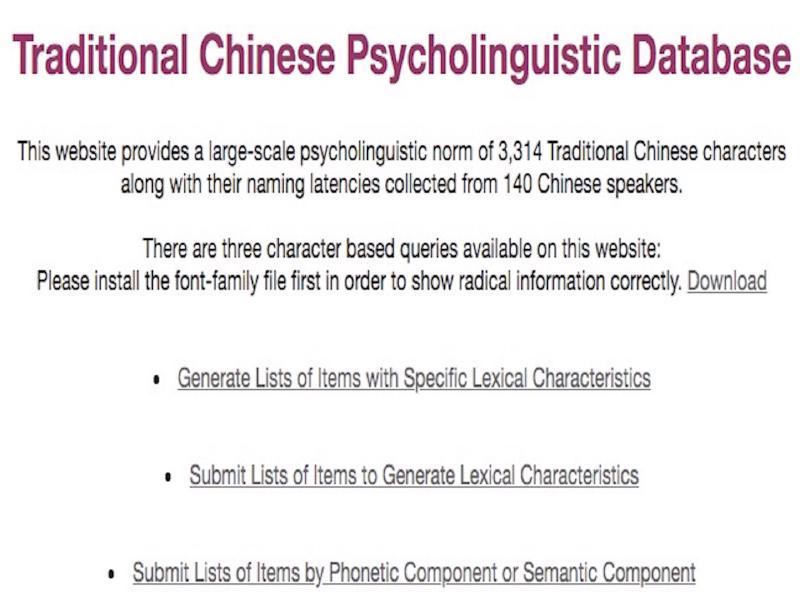 Traditional Chinese Psycholinguistic Database
This website provides a large-scale psycholinguistic norm of 3,314 Traditional Chinese characters
along with their naming latencies collected from 140 Chinese speakers.
There are three character based queries available on this website:
Please install the font-family file first in order to show radical information correctly. Download
• Generate Lists of Items with Specific Lexical Characteristics
• Submit Lists of Items to Generate Lexical Characteristics
• Submit Lists of Items by Phonetic Component or Semantic Component